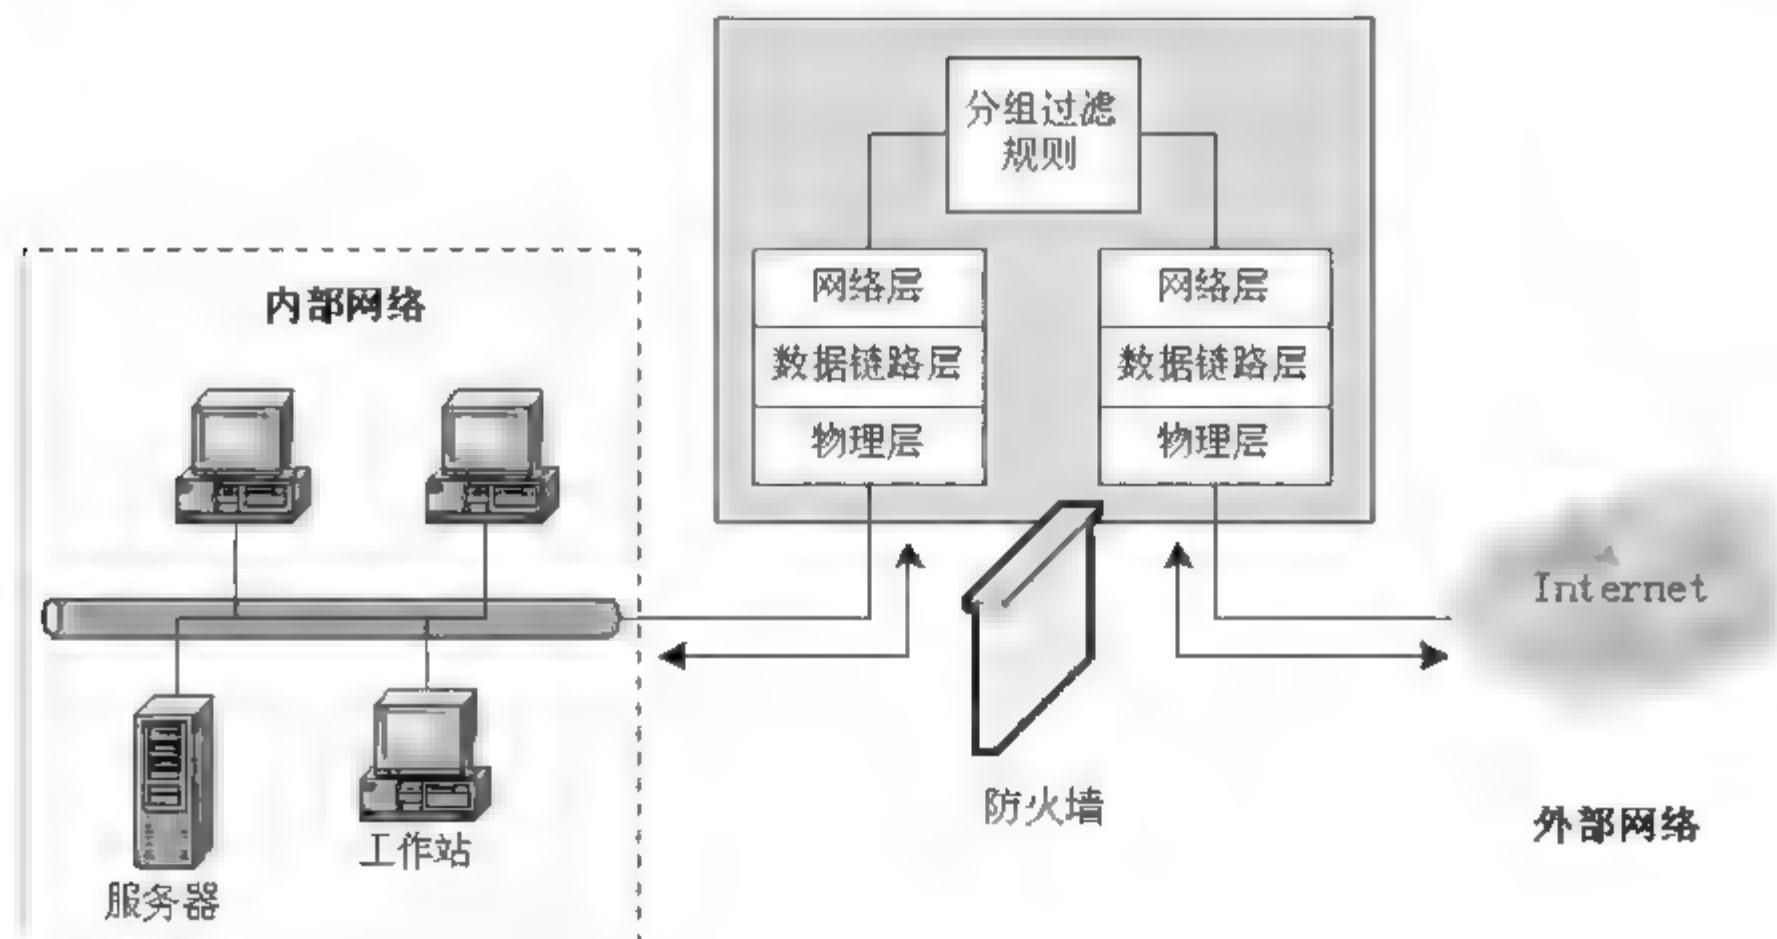 分组过滤
规则
内部网络
网络层
网络层
数据链路层
数据链路层
物理层
物理层
Internet
防火墙
外部网络
工作站
服务器